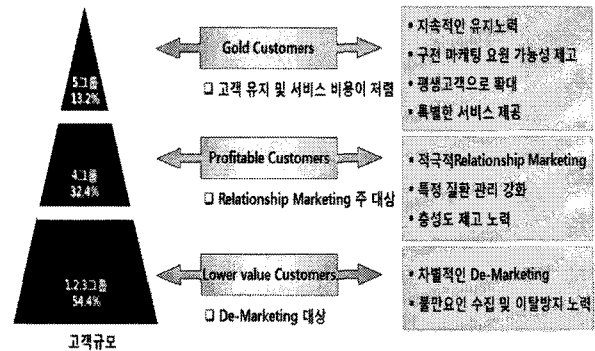 5그룹
13.2%
Gold Customers
□ 고객 유지 및 서비스 비용이 저렴
• 지속적인 유지노력
• 구전 마케팅 요원 가능성 제고
• 평생고객으로 확대
• 특별한 서비스 제공
4그룹
32.4%
Profitable Customers
□ Relationship Marketing 주 대상
• 적극적Relationship Marketing
• 특정 질환 관리 강화
• 충성도 제고 노력
1.2.3그룹
54.4%
Lower value Customers
□ De-Marketing 대상
• 차별적인 De-Marketing
• 불만요인 수집 및 이탈방지 노력
고객규모